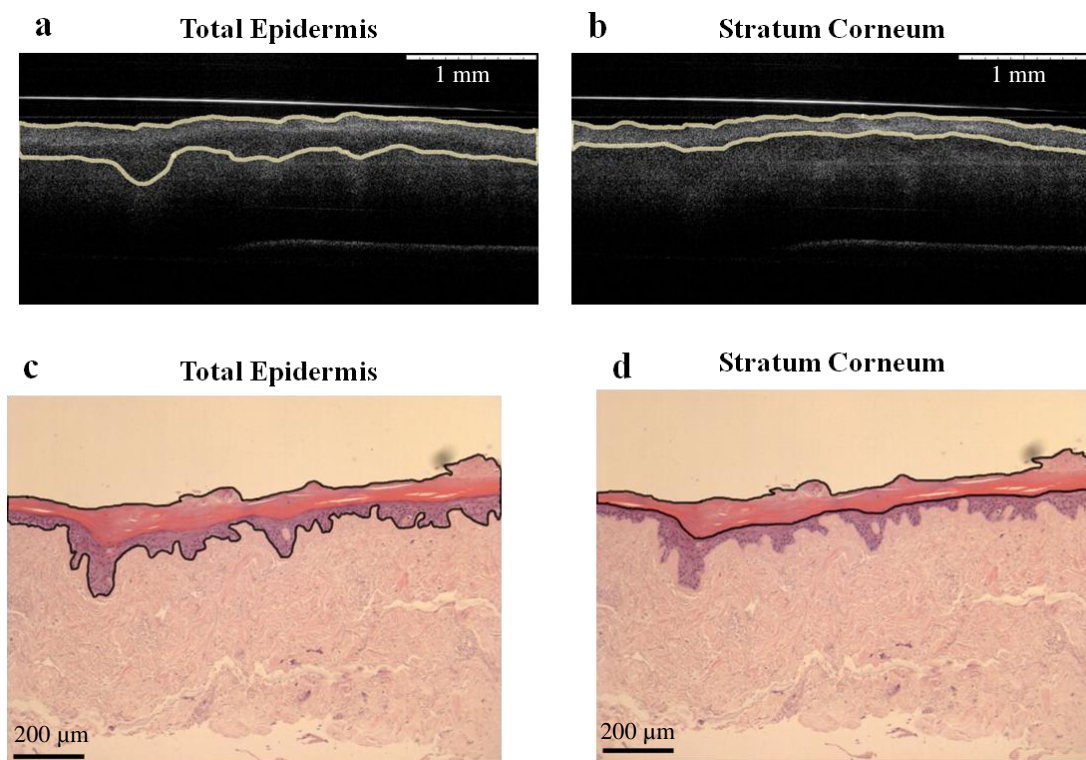 a
Total Epidermis
b
Stratum Corneum
1 mm
1 mm
c
Total Epidermis
d
Stratum Corneum
200 μm
200 μm